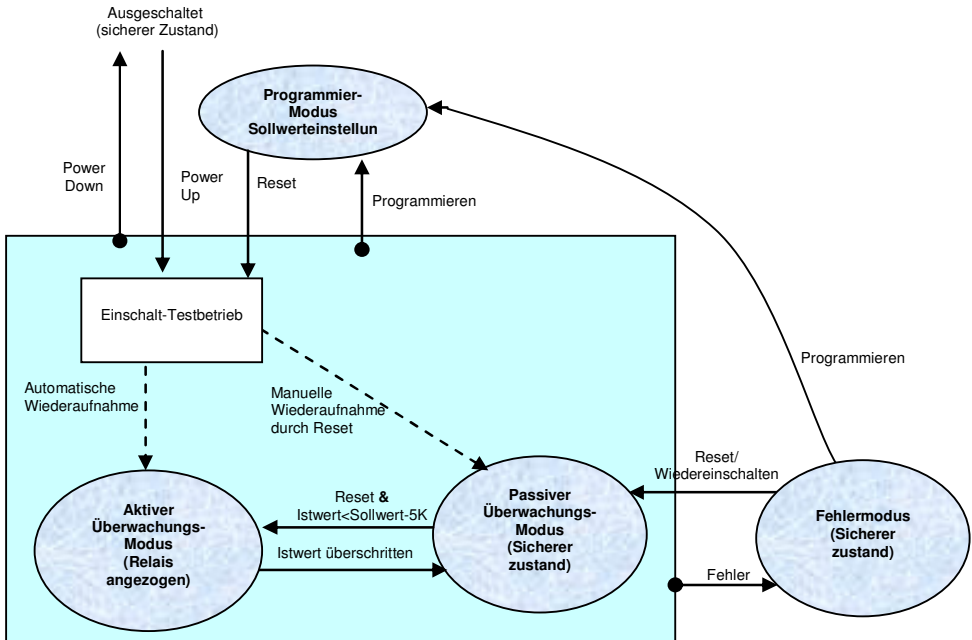 Ausgeschaltet
(sicherer Zustand)
Programmier-
Modus
Sollwerteinstellun
Power
Down
Power
Up
Reset
Programmieren
Einschalt-Testbetrieb
Programmieren
Automatische
Wiederaufnahme
Manuelle
Wiederaufnahme
durch Reset
Reset/
Wiedereinschalten
Aktiver
Überwachungs-
Modus
(Relais
angezogen)
Reset &
Istwert<Sollwert-5K
Istwert überschritten
Passiver
Überwachungs-
Modus
(Sicherer
zustand)
Fehlermodus
(Sicherer
zustand)
Fehler